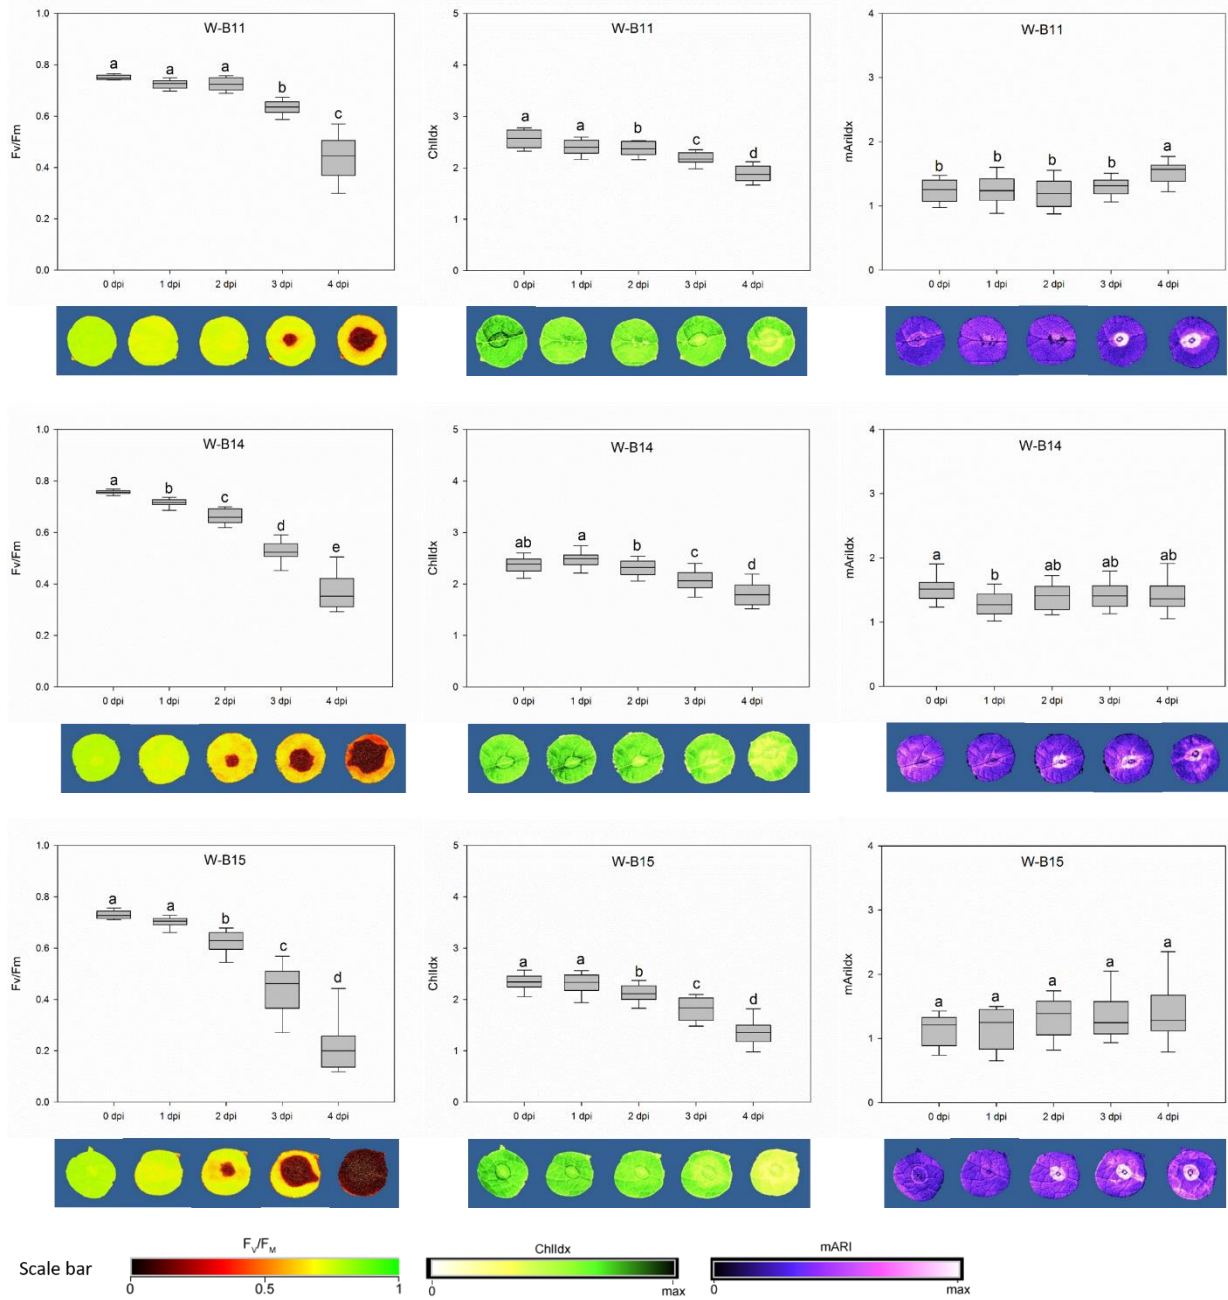 W-B11
1.0
0.8
0.6
0.4
0.2
0.0
Fv/Fm
a a a b c
0 dpi 1 dpi 2 dpi 3 dpi 4 dpi
W-B11
5
4
3
2
1
0
ChlIdx
a a b c d
0 dpi 1 dpi 2 dpi 3 dpi 4 dpi
W-B11
4
3
2
1
0
mAriIdx
b b b b a
0 dpi 1 dpi 2 dpi 3 dpi 4 dpi
W-B14
1.0
0.8
0.6
0.4
0.2
0.0
Fv/Fm
a b c d e
0 dpi 1 dpi 2 dpi 3 dpi 4 dpi
W-B14
5
4
3
2
1
0
ChlIdx
ab a b c d
0 dpi 1 dpi 2 dpi 3 dpi 4 dpi
W-B14
4
3
2
1
0
mAriIdx
a b ab ab ab
0 dpi 1 dpi 2 dpi 3 dpi 4 dpi
W-B15
1.0
0.8
0.6
0.4
0.2
0.0
Fv/Fm
a a b c d
0 dpi 1 dpi 2 dpi 3 dpi 4 dpi
W-B15
5
4
3
2
1
0
ChlIdx
a a b c d
0 dpi 1 dpi 2 dpi 3 dpi 4 dpi
W-B15
4
3
2
1
0
mAriIdx
a a a a a
0 dpi 1 dpi 2 dpi 3 dpi 4 dpi
Scale bar
Fv/FM
0 0.5 1
ChlIdx
0 max
mARI
0 max